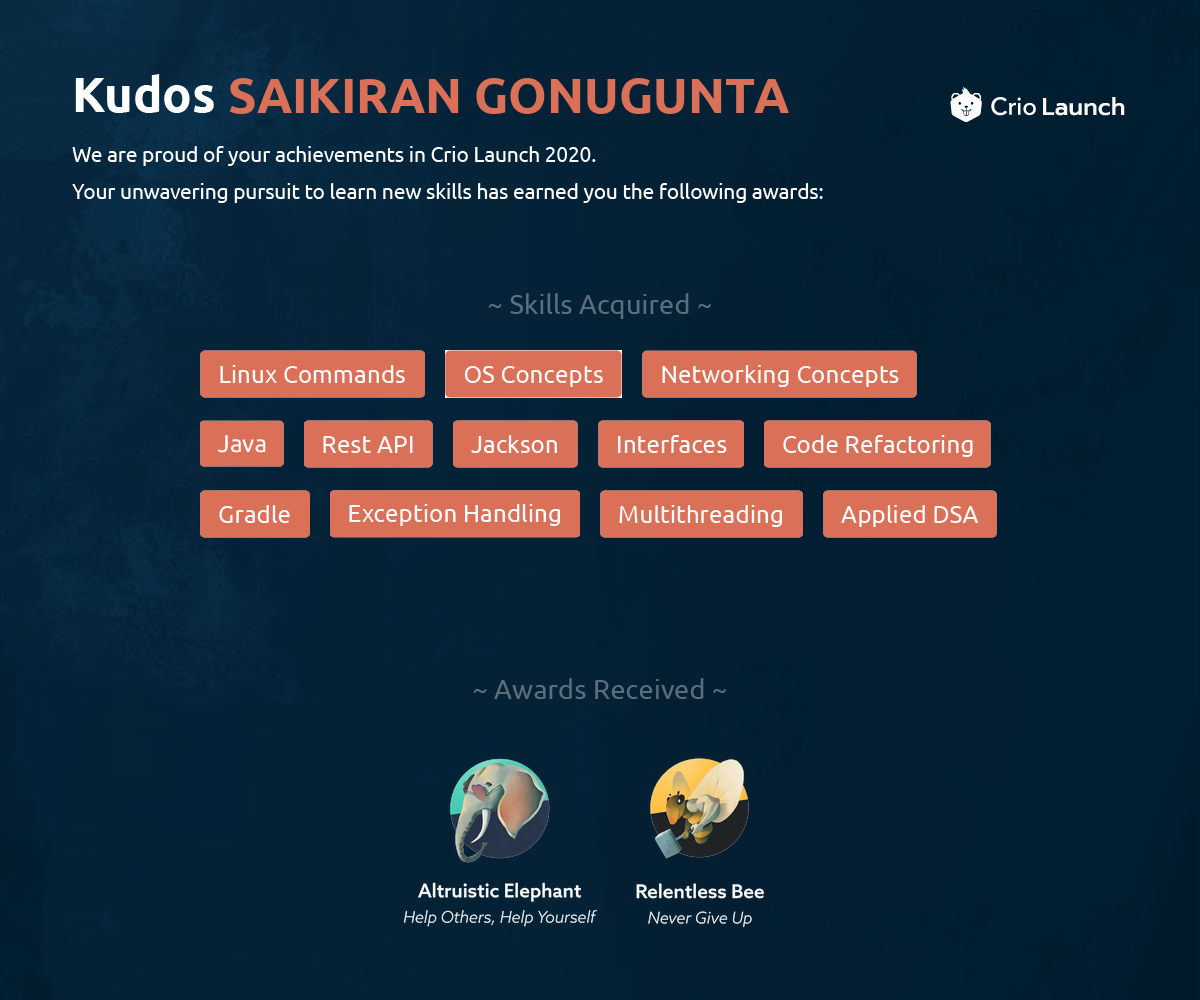 Kudos SAIKIRAN GONUGUNTA
Crio Launch
We are proud of your achievements in Crio Launch 2020.
Your unwavering pursuit to learn new skills has earned you the following awards:
~ Skills Acquired ~
Linux Commands OS Concepts Networking Concepts
Java Rest API Jackson Interfaces Code Refactoring
Gradle Exception Handling Multithreading Applied DSA
~ Awards Received ~
Altruistic Elephant Relentless Bee
Help Others, Help Yourself Never Give Up